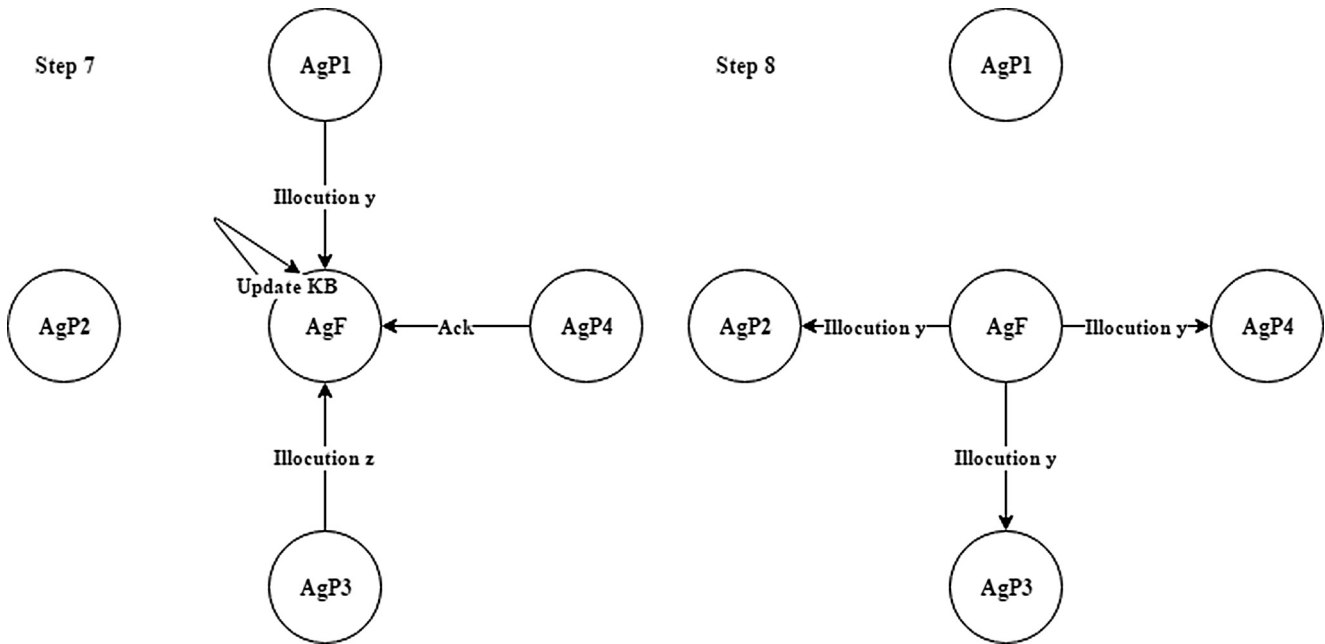 Step 7
AgP1
Illocution y
Update KB
AgP2
AgF
Ack
AgP4
Illocution z
AgP3
Step 8
AgP1
AgP2
Illocution y
AgF
Illocution y
AgP4
Illocution y
AgP3